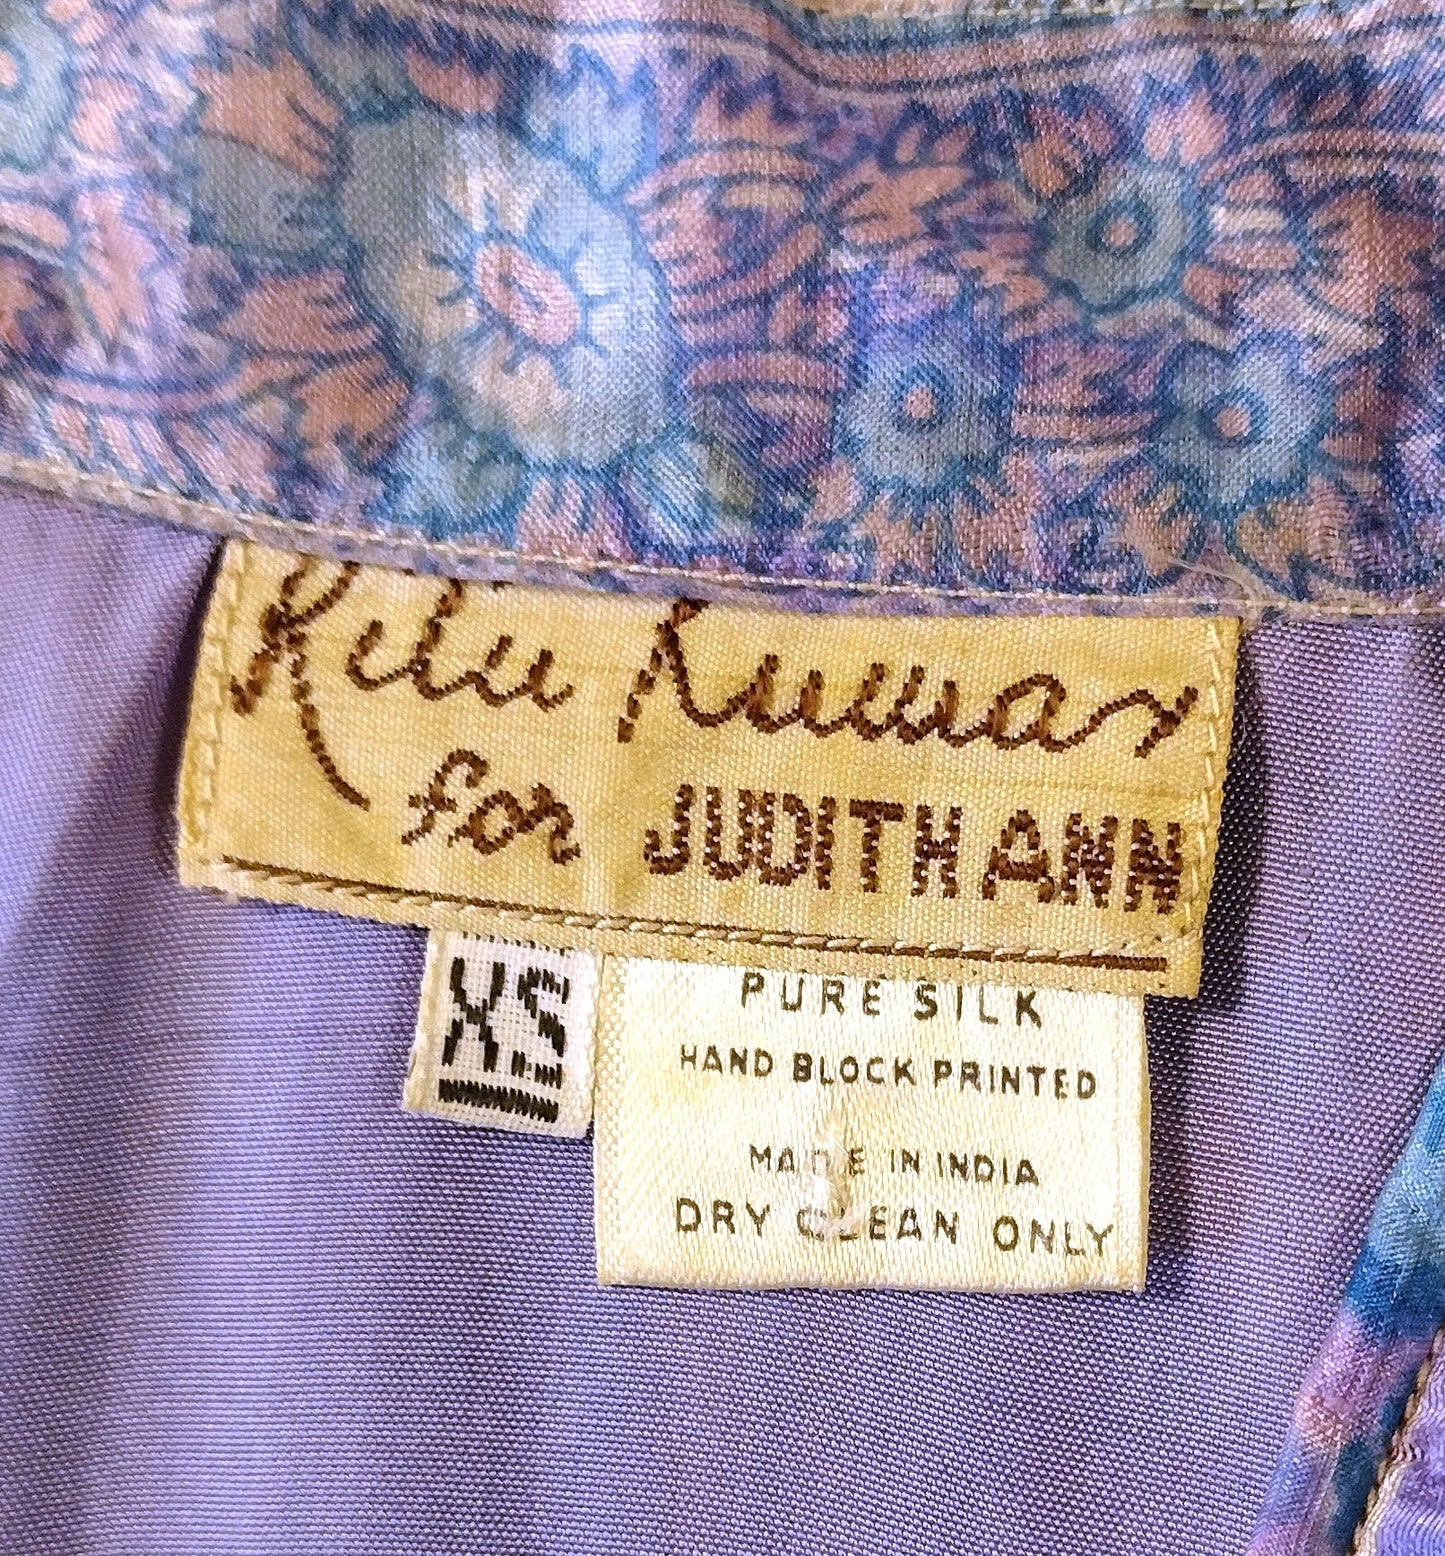 Ritu Kumar
for JUDITH ANN
XS
PURE SILK
HAND BLOCK PRINTED
MADE IN INDIA
DRY CLEAN ONLY